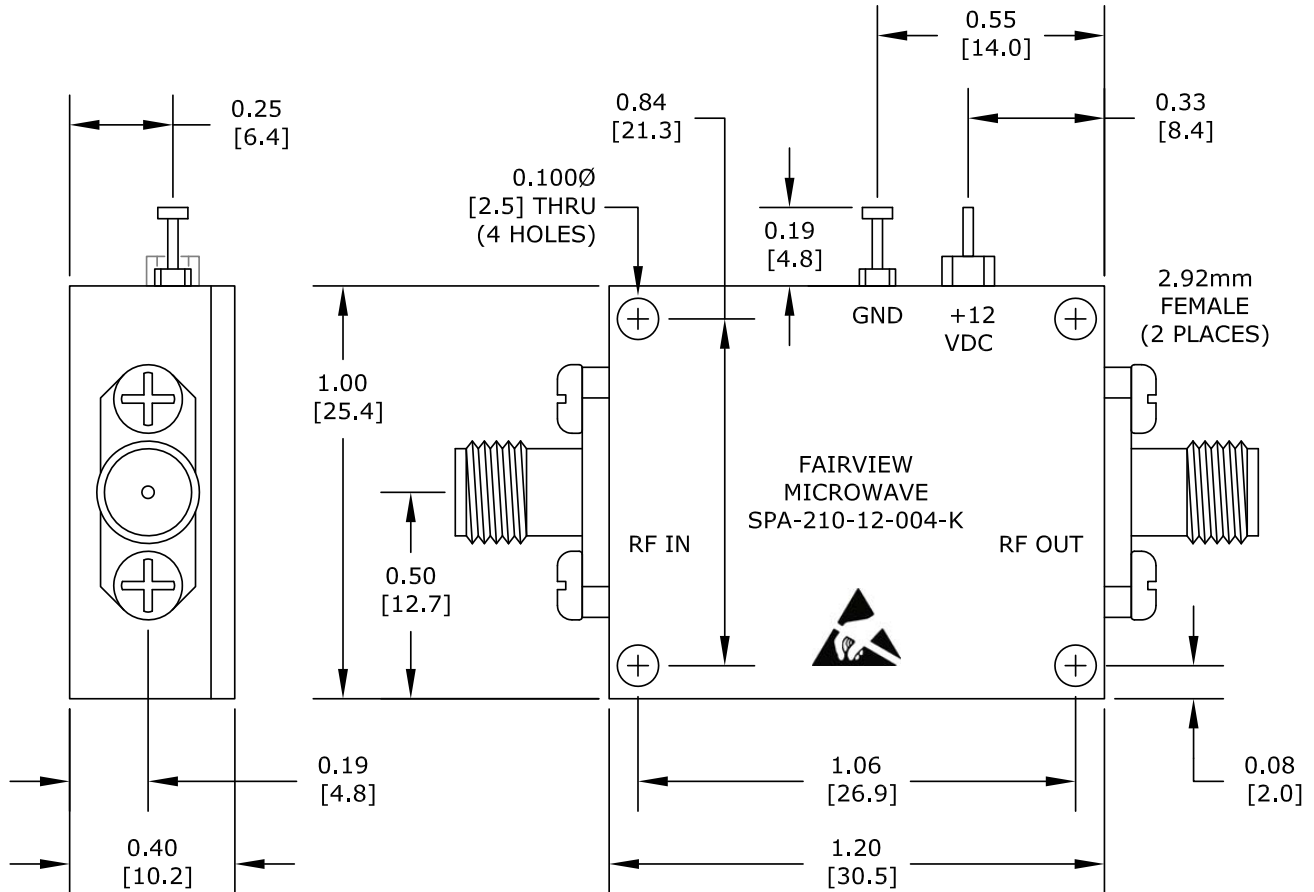 0.55
[14.0]
0.25
[6.4]
0.84
[21.3]
0.33
[8.4]
0.100Ø
[2.5] THRU
(4 HOLES)
0.19
[4.8]
2.92mm
FEMALE
(2 PLACES)
GND
+12
VDC
1.00
[25.4]
FAIRVIEW
MICROWAVE
SPA-210-12-004-K
RF IN
RF OUT
0.50
[12.7]
0.19
[4.8]
1.06
[26.9]
0.08
[2.0]
0.40
[10.2]
1.20
[30.5]